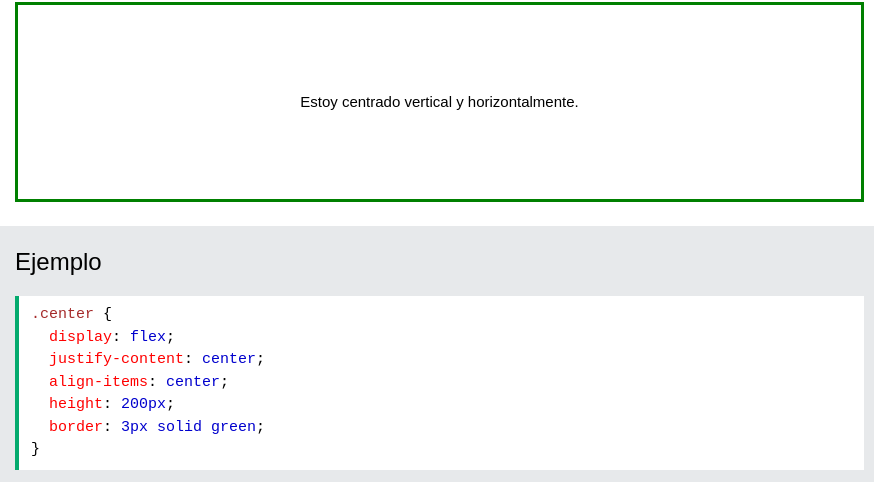 Estoy centrado vertical y horizontalmente.
Ejemplo
.center {
  display: flex;
  justify-content: center;
  align-items: center;
  height: 200px;
  border: 3px solid green;
}